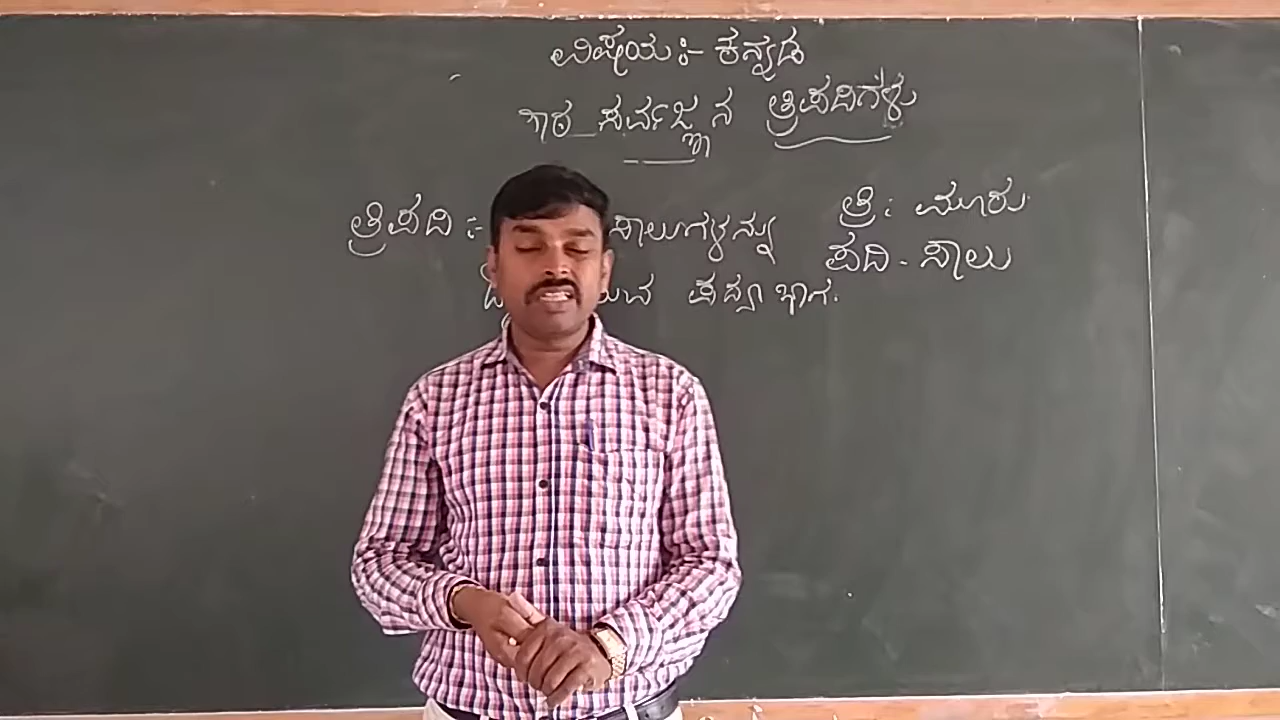 ವಿಷಯ :- ಕನ್ನಡ
ಸರ್ವಜ್ಞನ ತ್ರಿಪದಿಗಳು
ತ್ರಿಪದಿ :- ಸಾಲುಗಳನ್ನು
ಪದ್ಯ ಭಾಗ.
ತ್ರಿ : ಮೂರು
ಪದಿ - ಸಾಲು